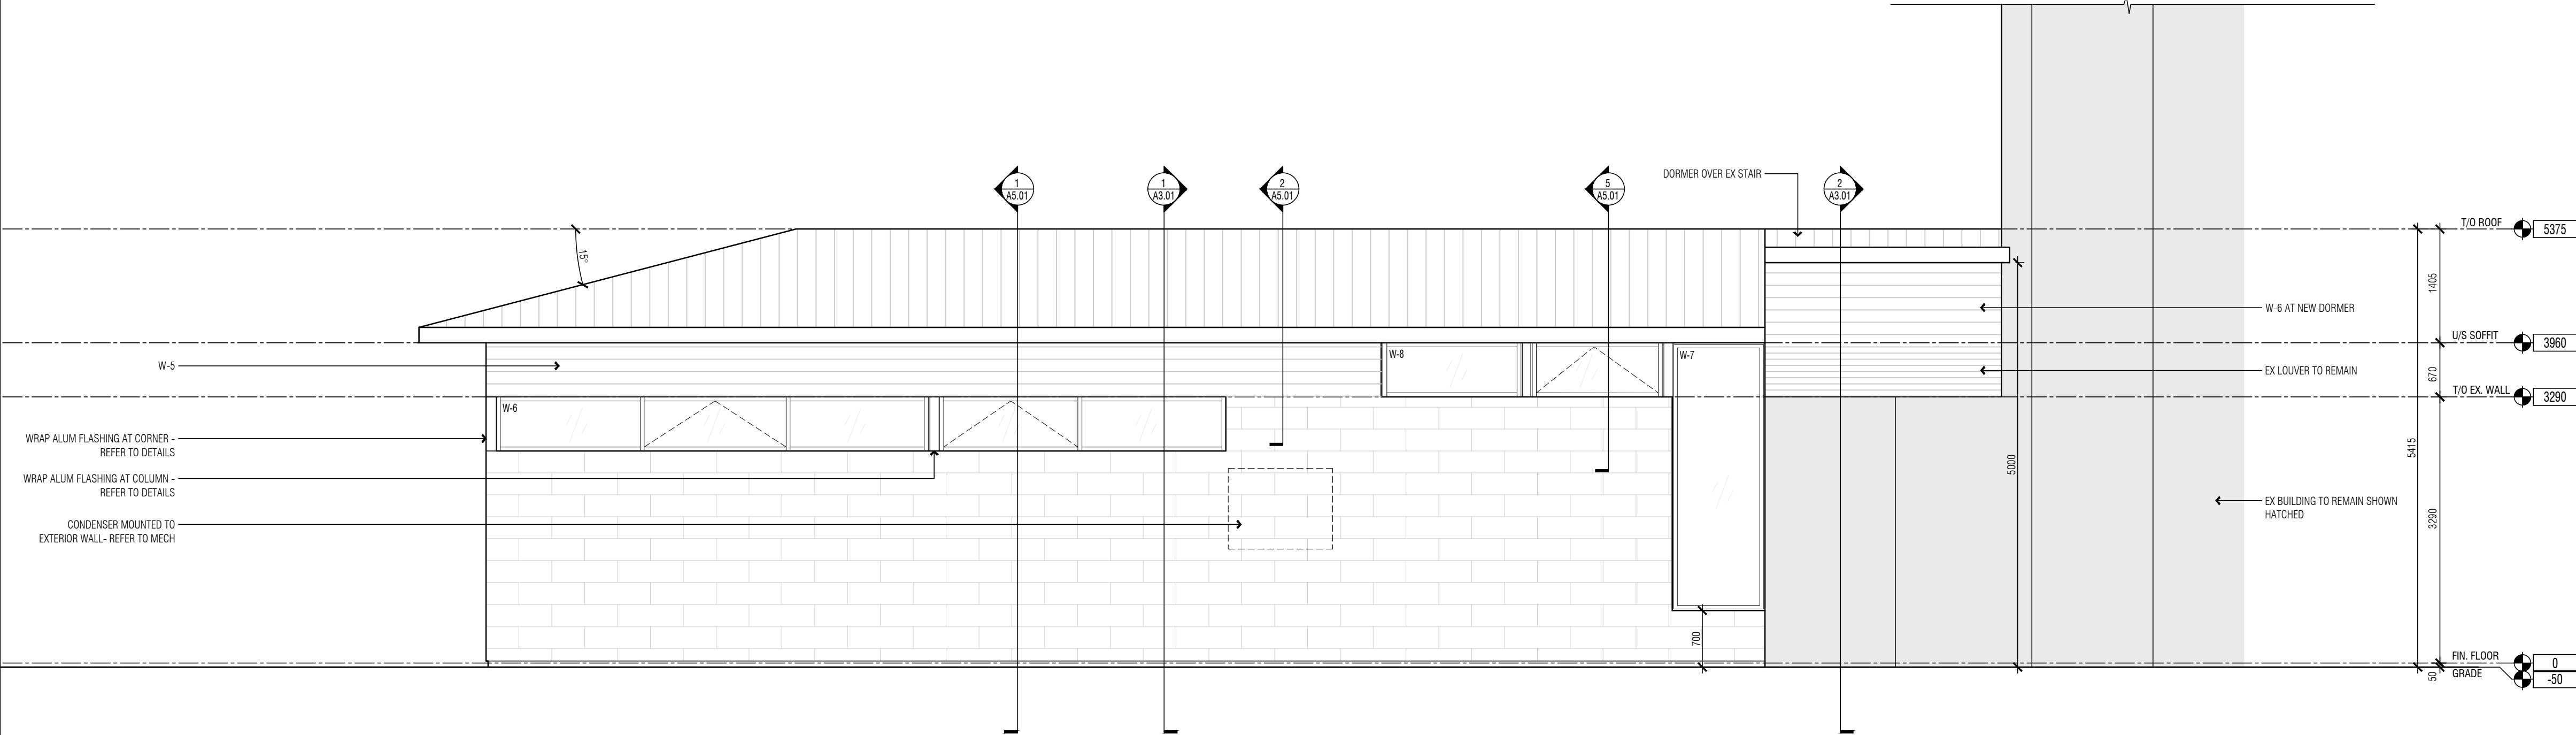 1
A5.01
1
A3.01
2
A5.01
5
A5.01
DORMER OVER EX STAIR
2
A3.01
T/O ROOF
5375
15°
1405
W-6 AT NEW DORMER
U/S SOFFIT
3960
W-5
W-8
W-7
EX LOUVER TO REMAIN
670
T/O EX. WALL
3290
W-6
WRAP ALUM FLASHING AT CORNER -
REFER TO DETAILS
5415
5000
WRAP ALUM FLASHING AT COLUMN -
REFER TO DETAILS
EX BUILDING TO REMAIN SHOWN
HATCHED
3290
CONDENSER MOUNTED TO
EXTERIOR WALL- REFER TO MECH
700
FIN. FLOOR
0
GRADE
-50
50